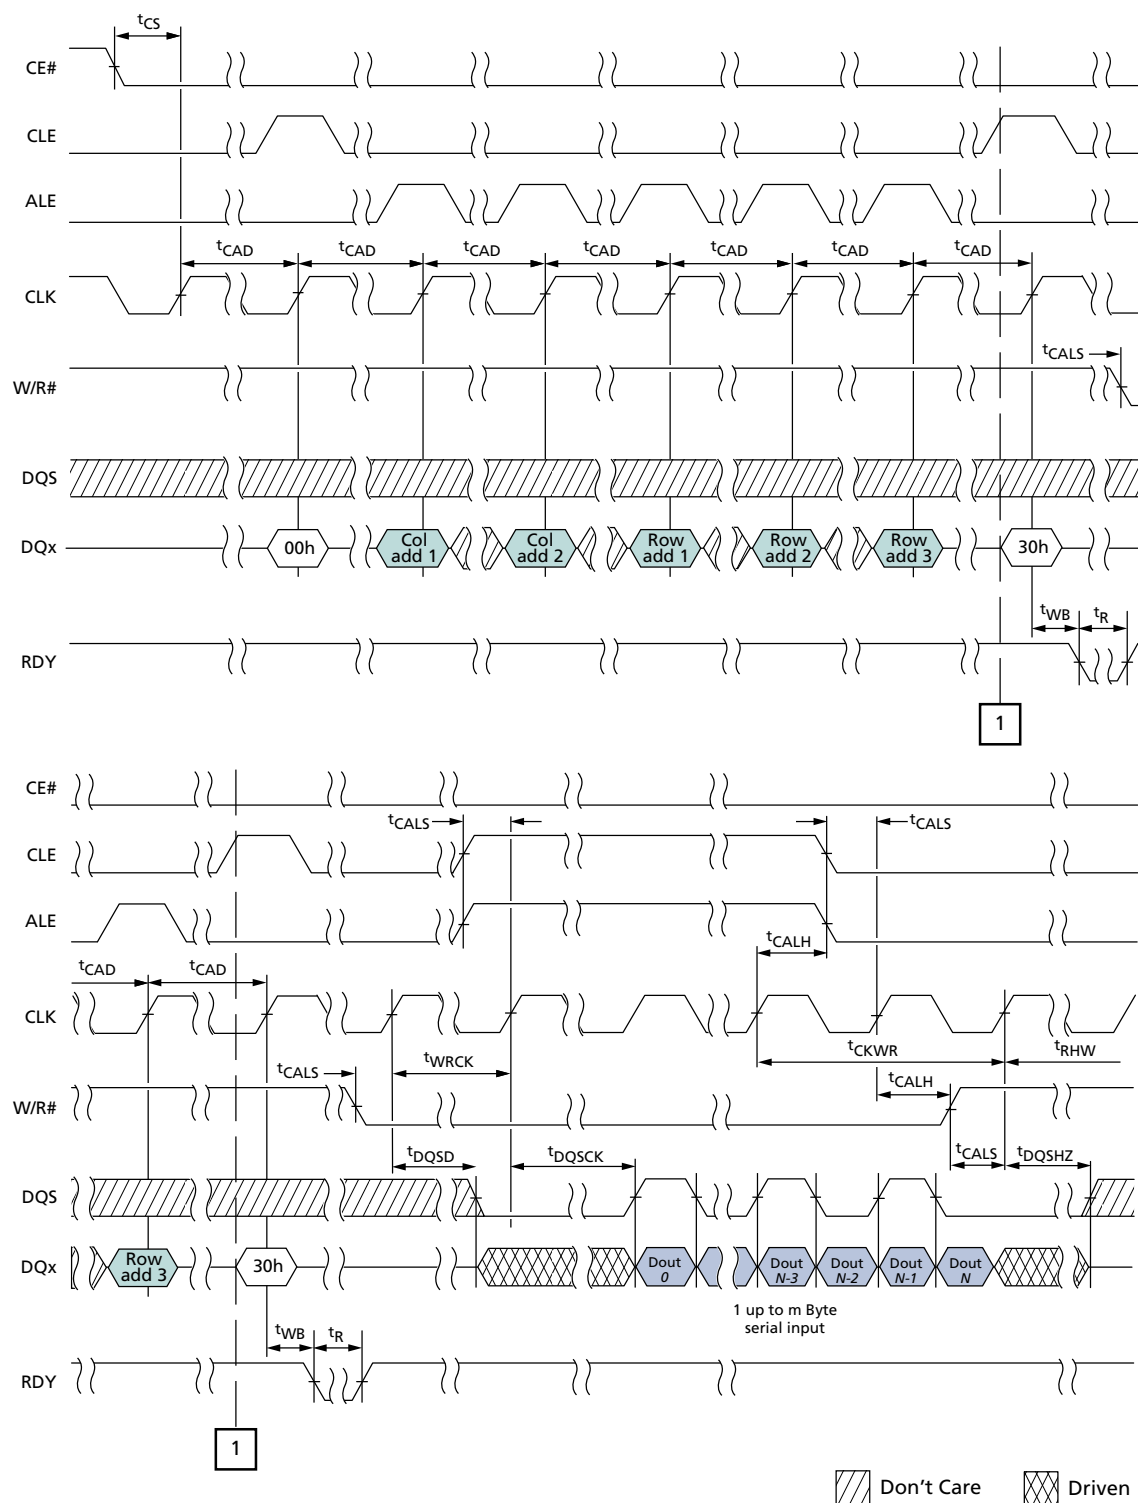 tCS
CE#
CLE
ALE
tCAD tCAD tCAD tCAD tCAD tCAD tCAD
CLK
tCALS
W/R#
DQS
DQx 00h Col add 1 Col add 2 Row add 1 Row add 2 Row add 3 30h
tWB tR
RDY
1
CE#
tCALS tCALS
CLE
ALE
tCALH
tCAD tCAD
CLK
tCKWR tRHW
tCALS tWRCK
tCALH
W/R#
tDQSD tDQSCK tCALS tDQSHZ
DQS
DQx Row add 3 30h Dout 0 Dout N-3 Dout N-2 Dout N-1 Dout N
1 up to m Byte
serial input
tWB tR
RDY
1
Don't Care Driven